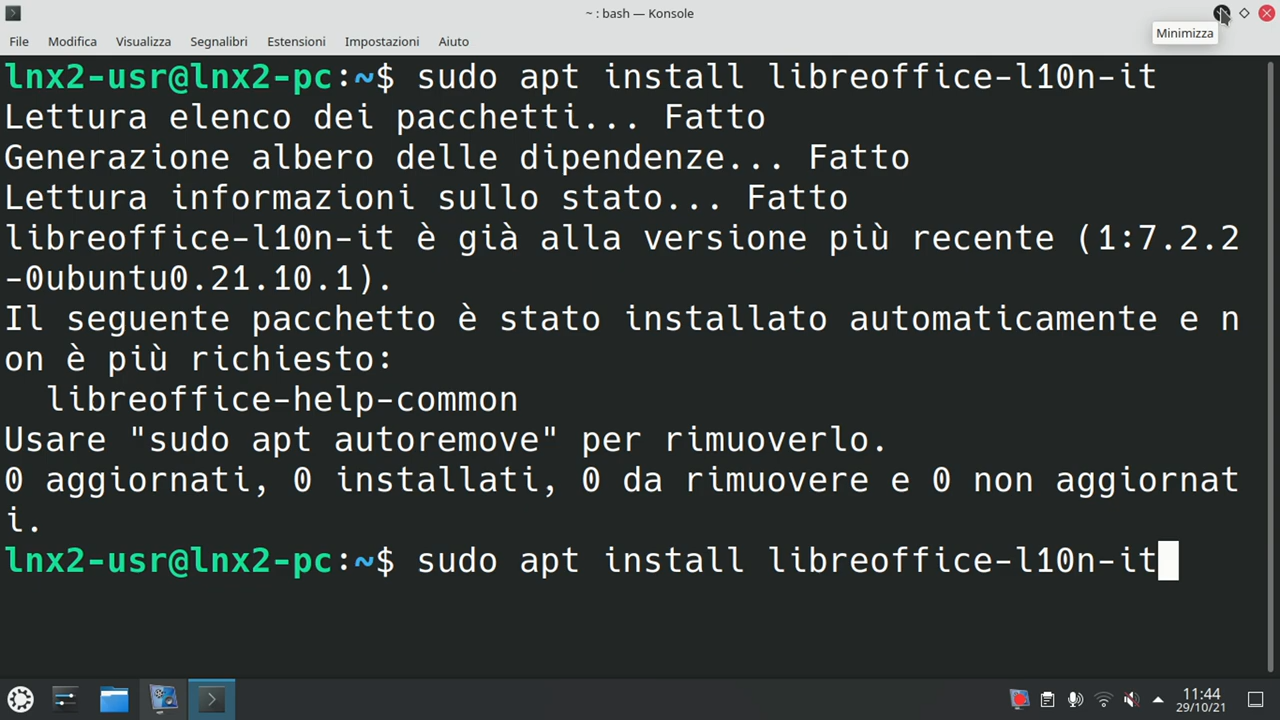 ~ : bash — Konsole
File Modifica Visualizza Segnalibri Estensioni Impostazioni Aiuto
Minimizza
lnx2-usr@lnx2-pc:~$ sudo apt install libreoffice-l10n-it
Lettura elenco dei pacchetti... Fatto
Generazione albero delle dipendenze... Fatto
Lettura informazioni sullo stato... Fatto
libreoffice-l10n-it è già alla versione più recente (1:7.2.2
-0ubuntu0.21.10.1).
Il seguente pacchetto è stato installato automaticamente e n
on è più richiesto:
libreoffice-help-common
Usare "sudo apt autoremove" per rimuoverlo.
0 aggiornati, 0 installati, 0 da rimuovere e 0 non aggiornat
i.
lnx2-usr@lnx2-pc:~$ sudo apt install libreoffice-l10n-it
11:44
29/10/21